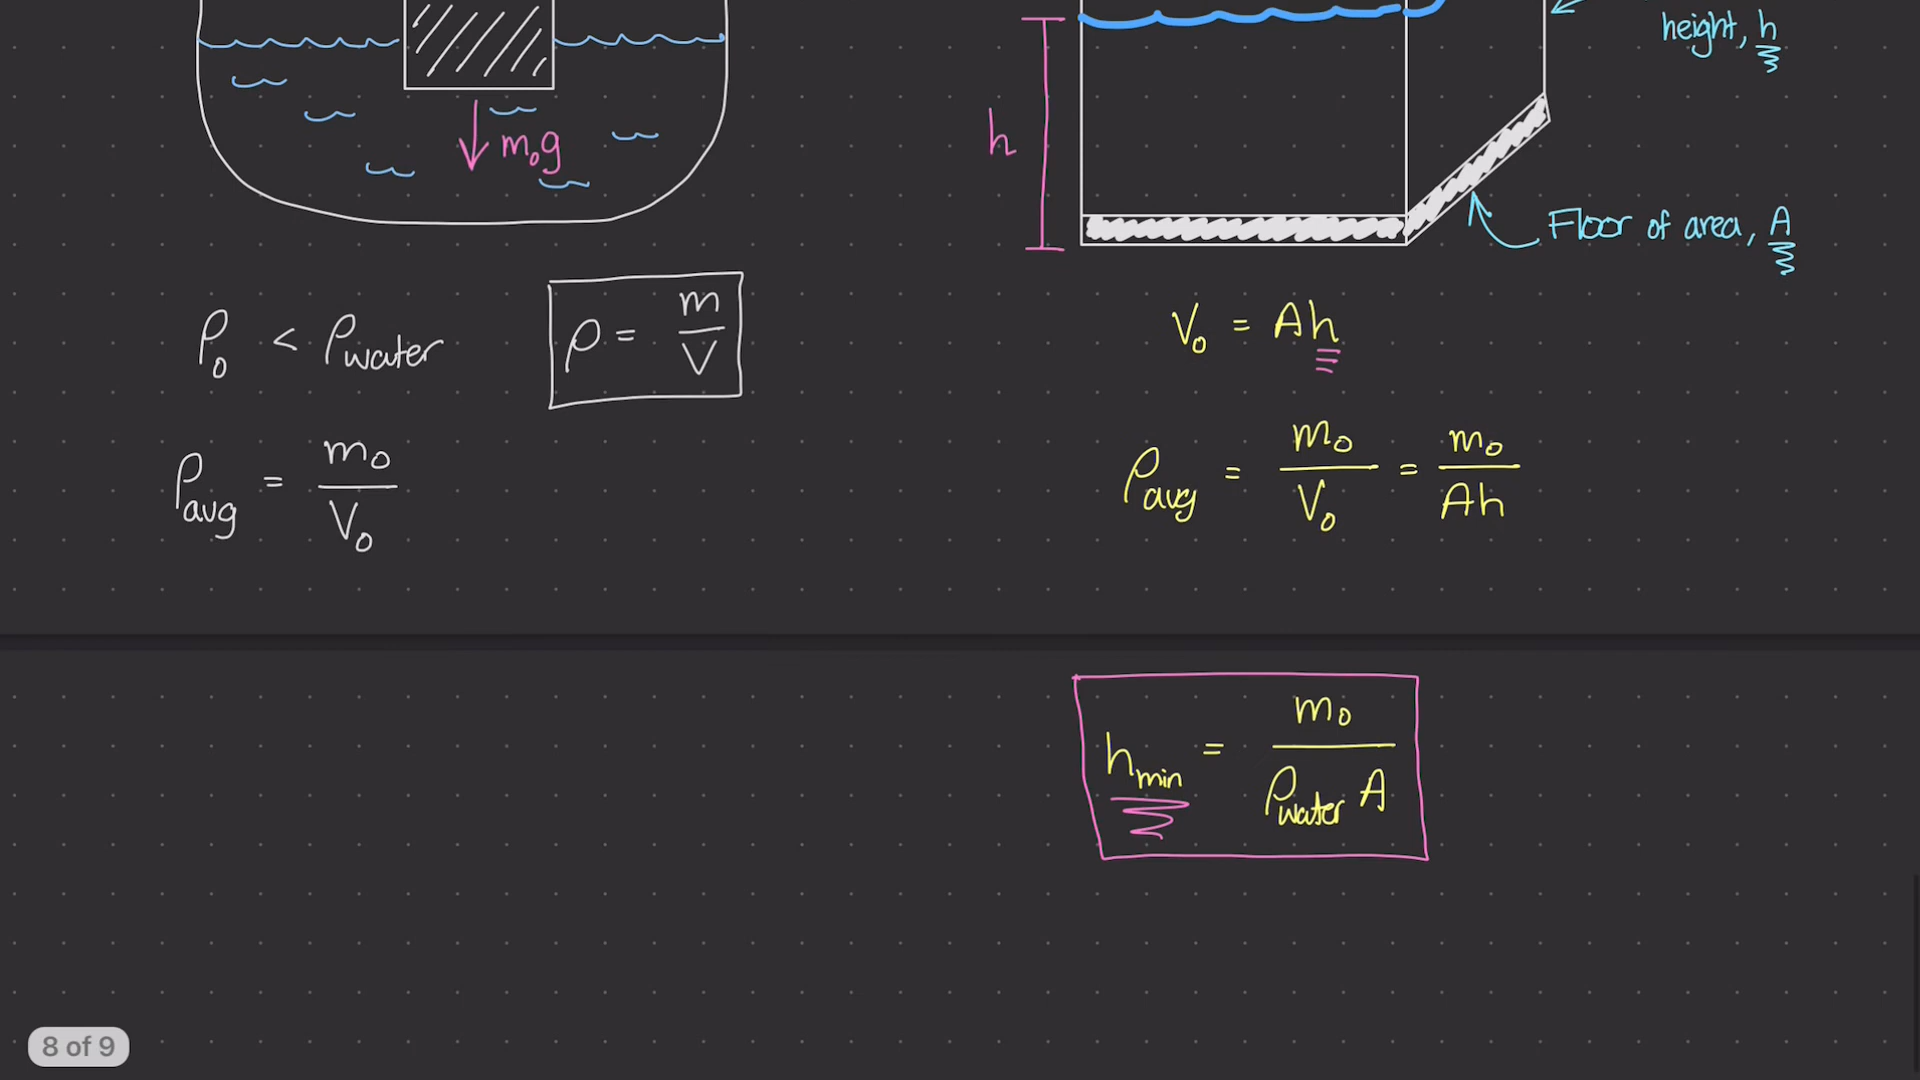 height, h
h
m₀g
Floor of area, A
ρ₀ < ρwater
ρ = m/V
V₀ = Ah
ρavg = m₀/V₀
ρavg = m₀/V₀ = m₀/Ah
hmin = m₀/ρwater A
8 of 9